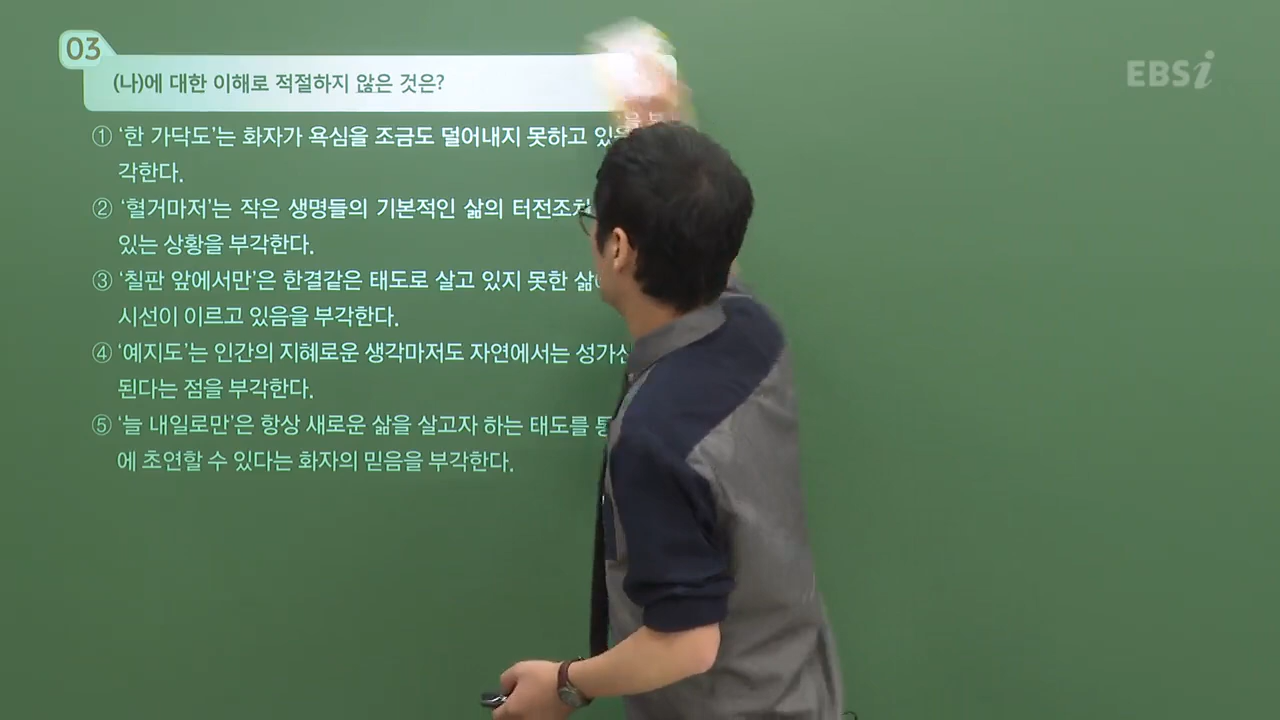 03
(나)에 대한 이해로 적절하지 않은 것은?
EBSi
① ‘한 가닥도’는 화자가 욕심을 조금도 덜어내지 못하고
각한다.
② ‘혈거마저’는 작은 생명들의 기본적인 삶의
있는 상황을 부각한다.
③ ‘칠판 앞에서만’은 한결같은 태도로 살고 있지 못한
시선이 이르고 있음을 부각한다.
④ ‘예지도’는 인간의 지혜로운 생각마저도 자연에서는
된다는 점을 부각한다.
⑤ ‘늘 내일로만’은 항상 새로운 삶을 살고자 하는 태도를
에 초연할 수 있다는 화자의 믿음을 부각한다.